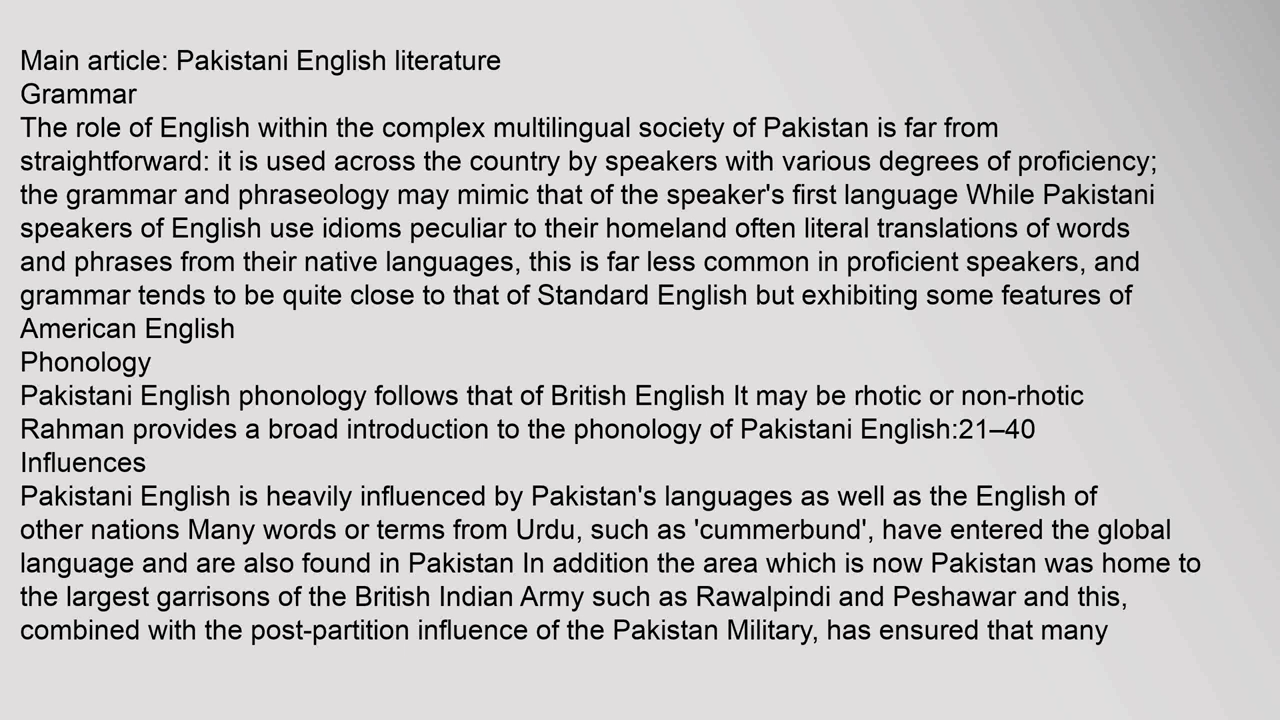 Main article: Pakistani English literature
Grammar
The role of English within the complex multilingual society of Pakistan is far from
straightforward: it is used across the country by speakers with various degrees of proficiency;
the grammar and phraseology may mimic that of the speaker's first language While Pakistani
speakers of English use idioms peculiar to their homeland often literal translations of words
and phrases from their native languages, this is far less common in proficient speakers, and
grammar tends to be quite close to that of Standard English but exhibiting some features of
American English
Phonology
Pakistani English phonology follows that of British English It may be rhotic or non-rhotic
Rahman provides a broad introduction to the phonology of Pakistani English:21–40
Influences
Pakistani English is heavily influenced by Pakistan's languages as well as the English of
other nations Many words or terms from Urdu, such as 'cummerbund', have entered the global
language and are also found in Pakistan In addition the area which is now Pakistan was home to
the largest garrisons of the British Indian Army such as Rawalpindi and Peshawar and this,
combined with the post-partition influence of the Pakistan Military, has ensured that many